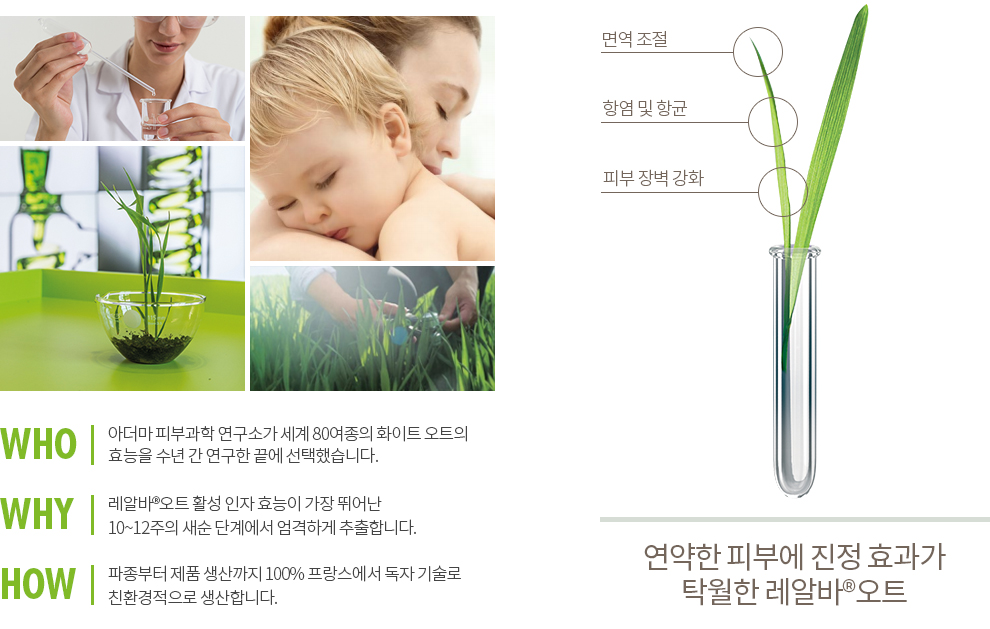 WHO
아더마 피부과학 연구소가 세계 80여종의 화이트 오트의
효능을 수년 간 연구한 끝에 선택했습니다.
WHY
레알바®오트 활성 인자 효능이 가장 뛰어난
10~12주의 새순 단계에서 엄격하게 추출합니다.
HOW
파종부터 제품 생산까지 100% 프랑스에서 독자 기술로
친환경적으로 생산합니다.
면역 조절
항염 및 항균
피부 장벽 강화
연약한 피부에 진정 효과가
탁월한 레알바®오트